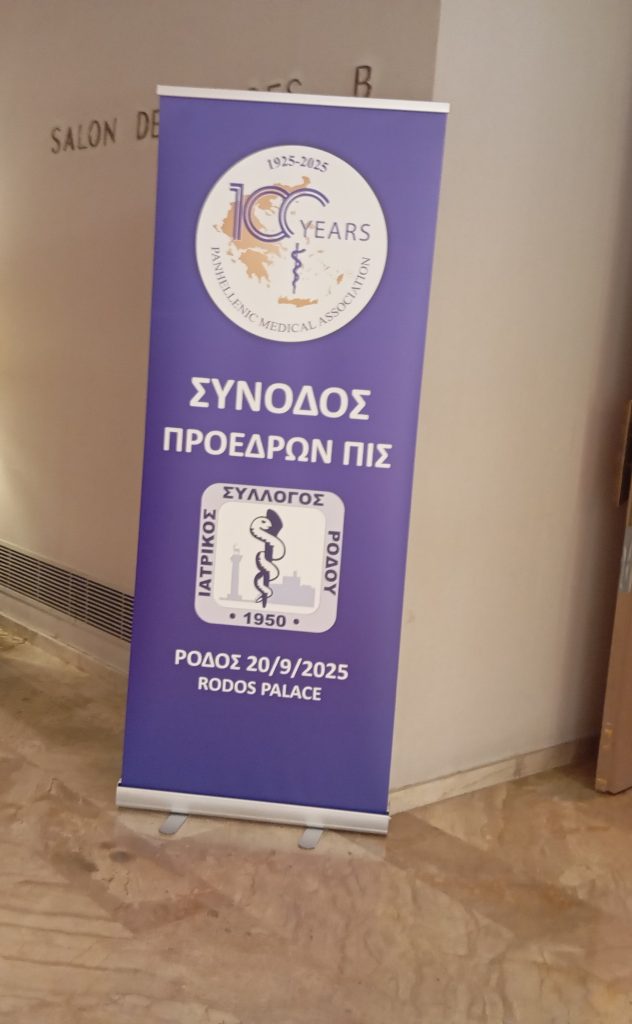 SALON DE
B
1925-2025
100 YEARS
PANHELLENIC MEDICAL ASSOCIATION
ΣΥΝΟΔΟΣ
ΠΡΟΕΔΡΩΝ ΠΙΣ
ΙΑΤΡΙΚΟΣ
ΣΥΛΛΟΓΟΣ
ΡΟΔΟΥ
• 1950 •
ΡΟΔΟΣ 20/9/2025
RODOS PALACE